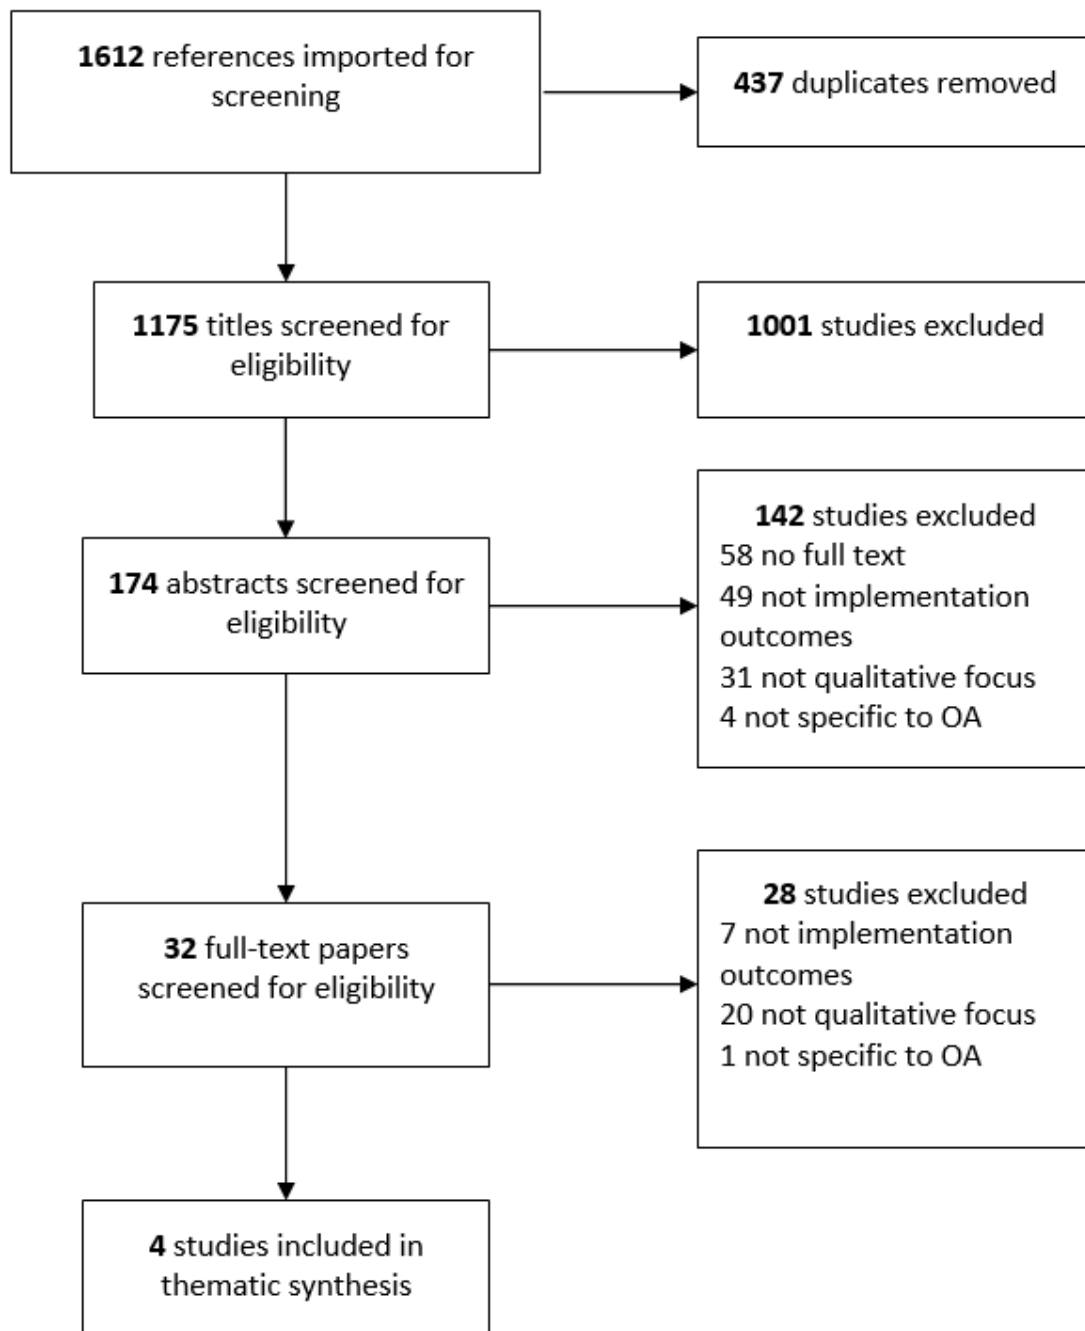 1612 references imported for
screening
437 duplicates removed
1175 titles screened for
eligibility
1001 studies excluded
174 abstracts screened for
eligibility
142 studies excluded
58 no full text
49 not implementation
outcomes
31 not qualitative focus
4 not specific to OA
32 full-text papers
screened for eligibility
28 studies excluded
7 not implementation
outcomes
20 not qualitative focus
1 not specific to OA
4 studies included in
thematic synthesis